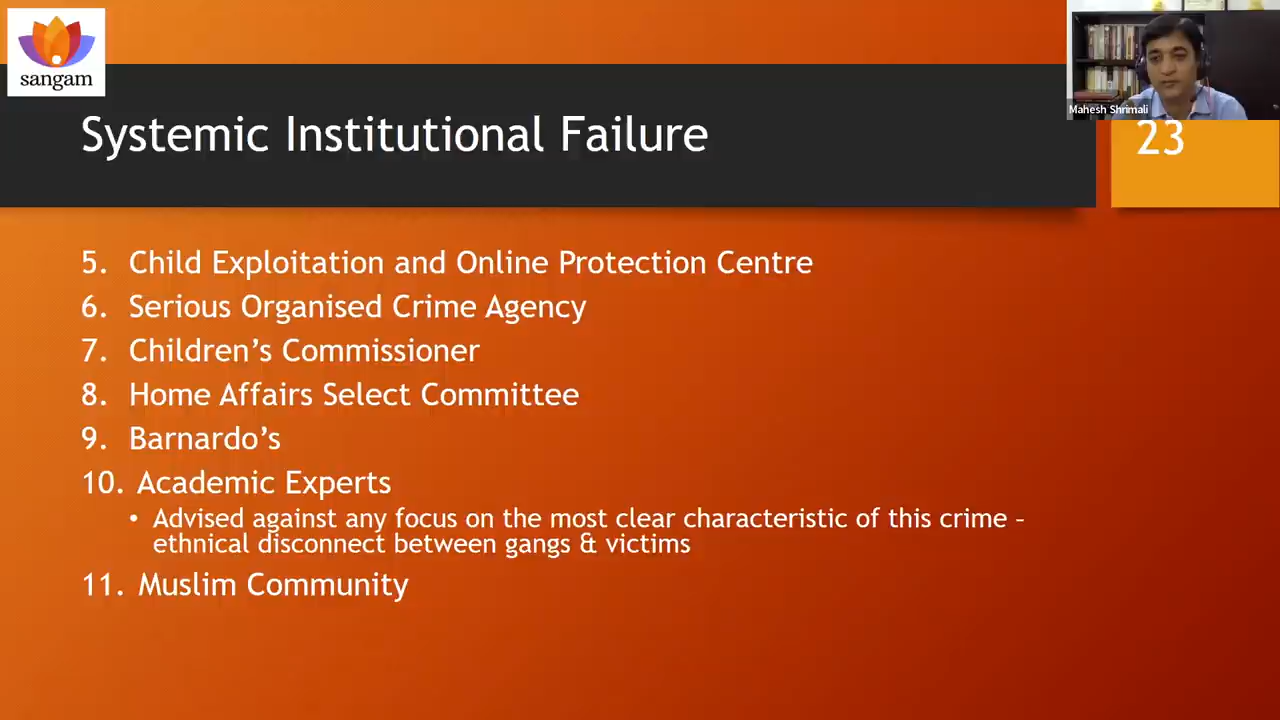 sangam
Mahesh Shrimali
Systemic Institutional Failure
23
5. Child Exploitation and Online Protection Centre
6. Serious Organised Crime Agency
7. Children's Commissioner
8. Home Affairs Select Committee
9. Barnardo's
10. Academic Experts
• Advised against any focus on the most clear characteristic of this crime –
ethnical disconnect between gangs & victims
11. Muslim Community